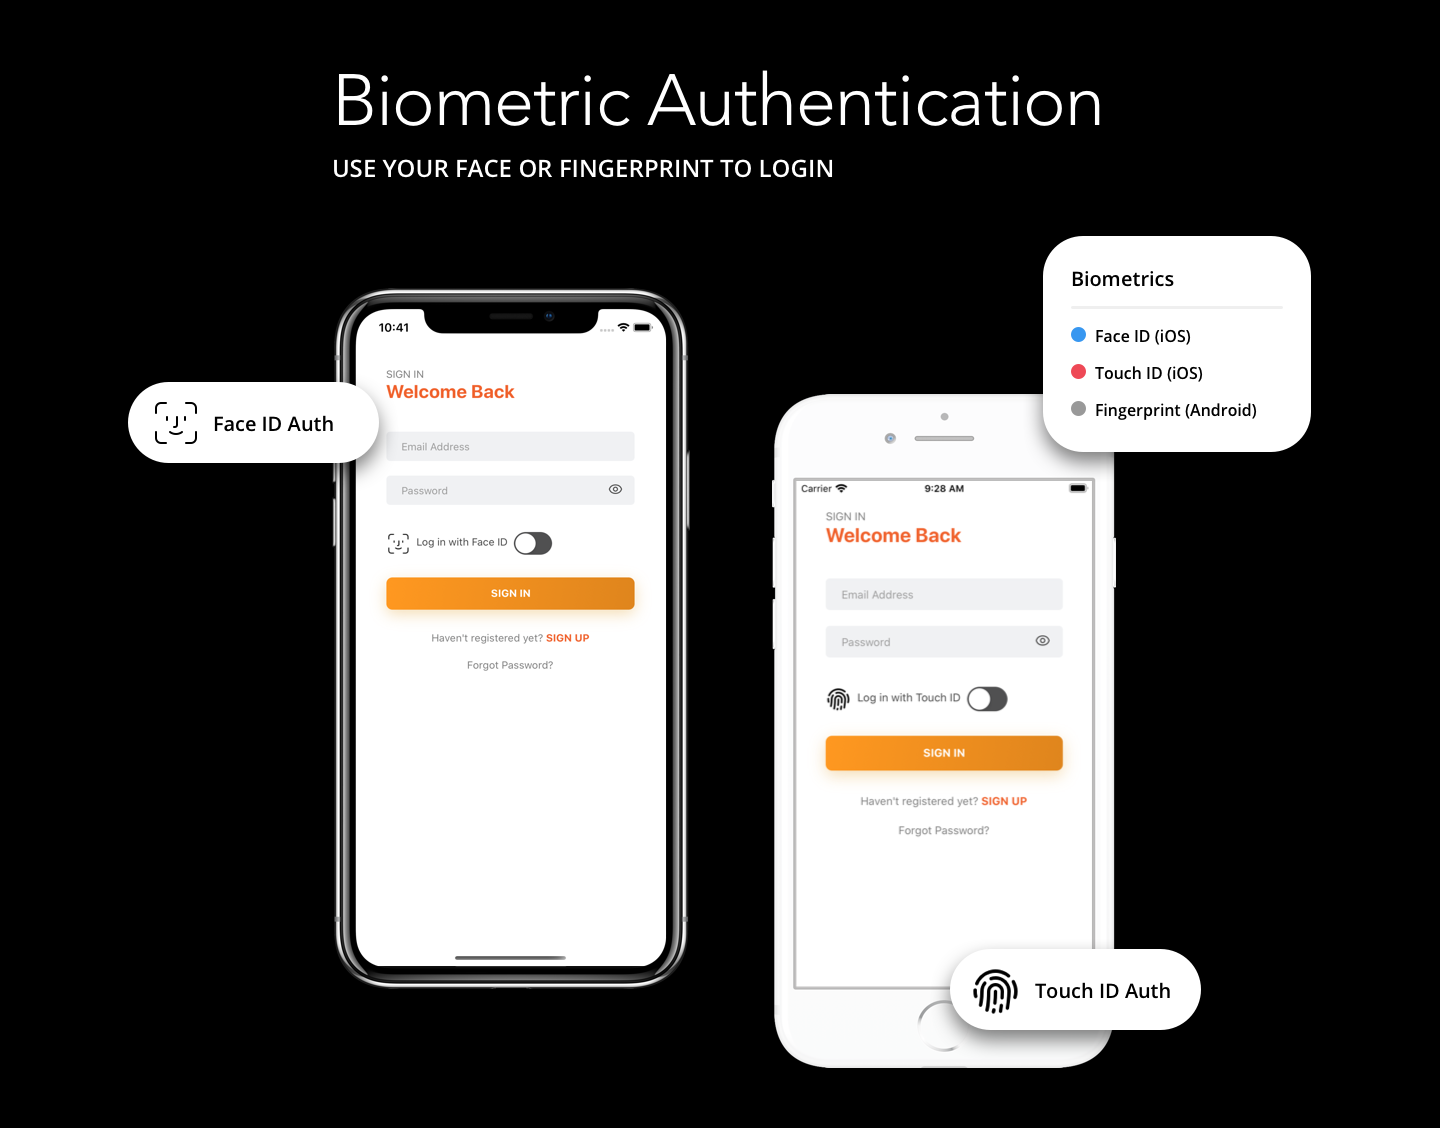 Biometric Authentication
USE YOUR FACE OR FINGERPRINT TO LOGIN
Biometrics
Face ID (iOS)
Touch ID (iOS)
Fingerprint (Android)
10:41
SIGN IN
Welcome Back
Face ID Auth
Email Address
Password
Log in with Face ID
SIGN IN
Haven't registered yet? SIGN UP
Forgot Password?
Carrier 9:28 AM
SIGN IN
Welcome Back
Email Address
Password
Log in with Touch ID
SIGN IN
Haven't registered yet? SIGN UP
Forgot Password?
Touch ID Auth